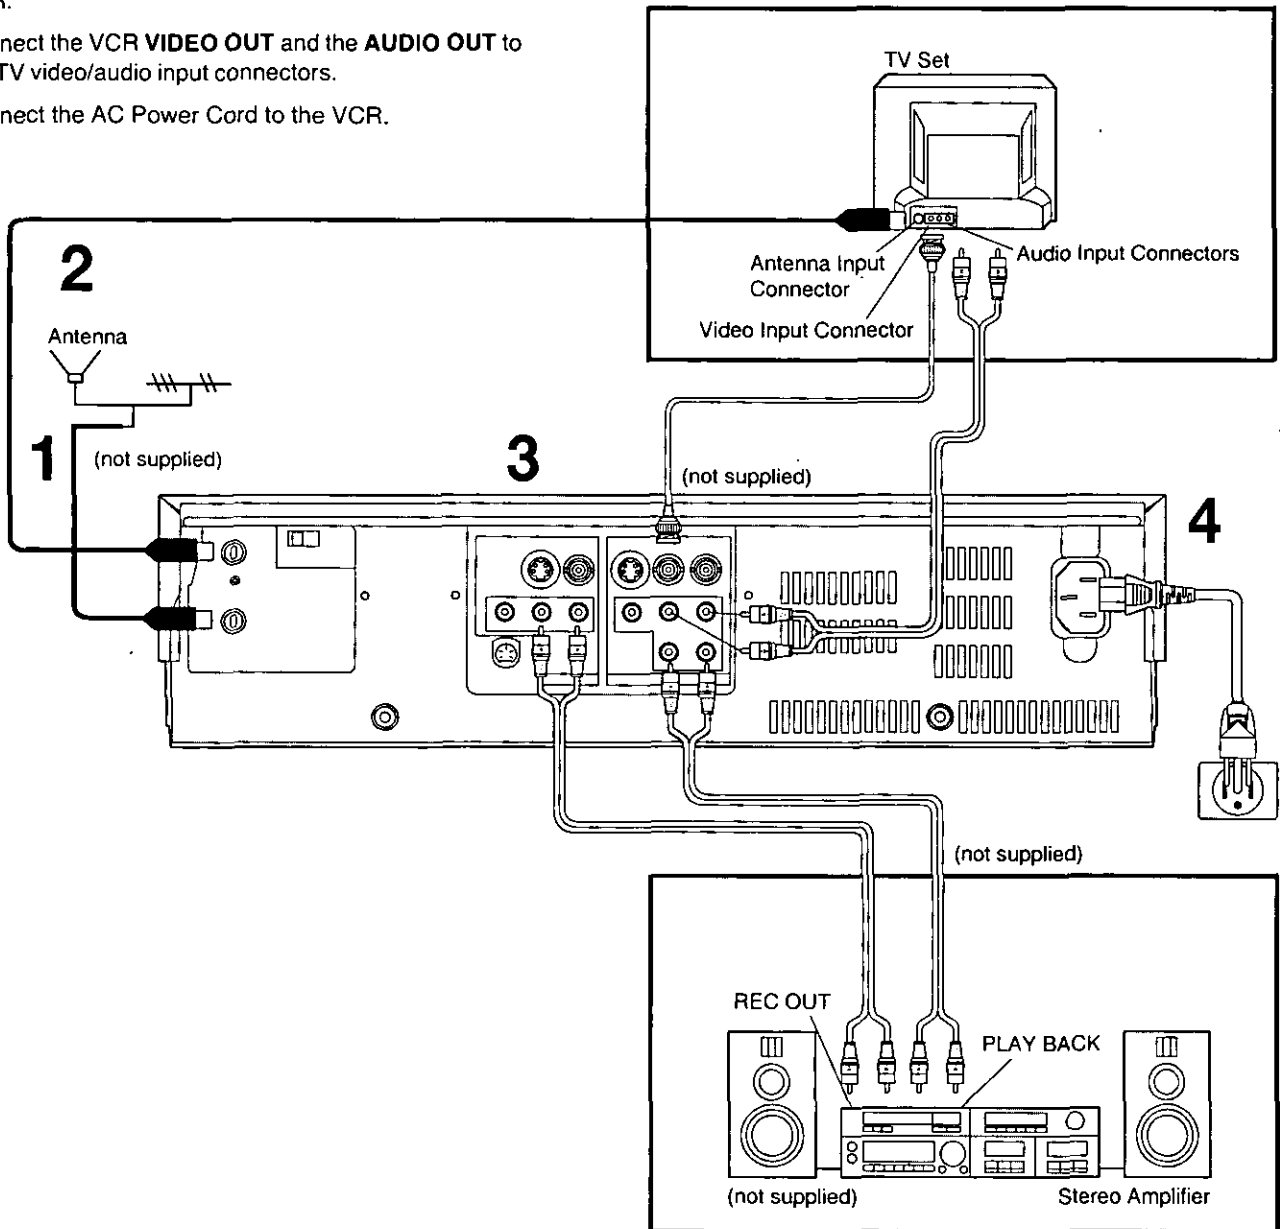 nect the VCR VIDEO OUT and the AUDIO OUT to
TV video/audio input connectors.
nect the AC Power Cord to the VCR.
TV Set
Antenna Input
Connector
Audio Input Connectors
Video Input Connector
2
Antenna
1
(not supplied)
3
(not supplied)
4
(not supplied)
REC OUT
PLAY BACK
(not supplied)
Stereo Amplifier